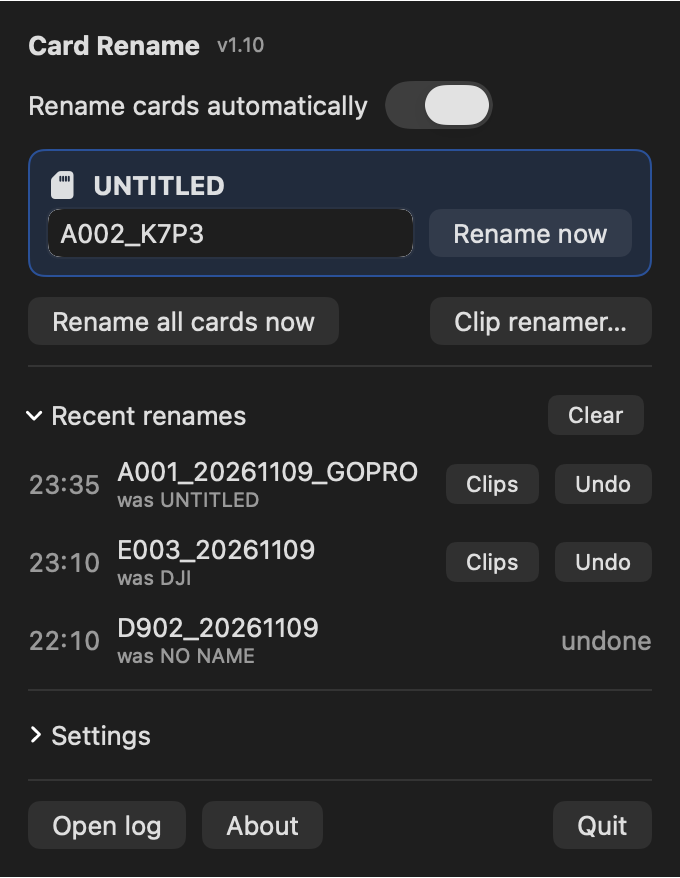 Card Rename v1.10
Rename cards automatically
UNTITLED
A002_K7P3 Rename now
Rename all cards now Clip renamer...
Recent renames Clear
23:35 A001_20261109_GOPRO Clips Undo
was UNTITLED
23:10 E003_20261109 Clips Undo
was DJI
22:10 D902_20261109 undone
was NO NAME
Settings
Open log About Quit